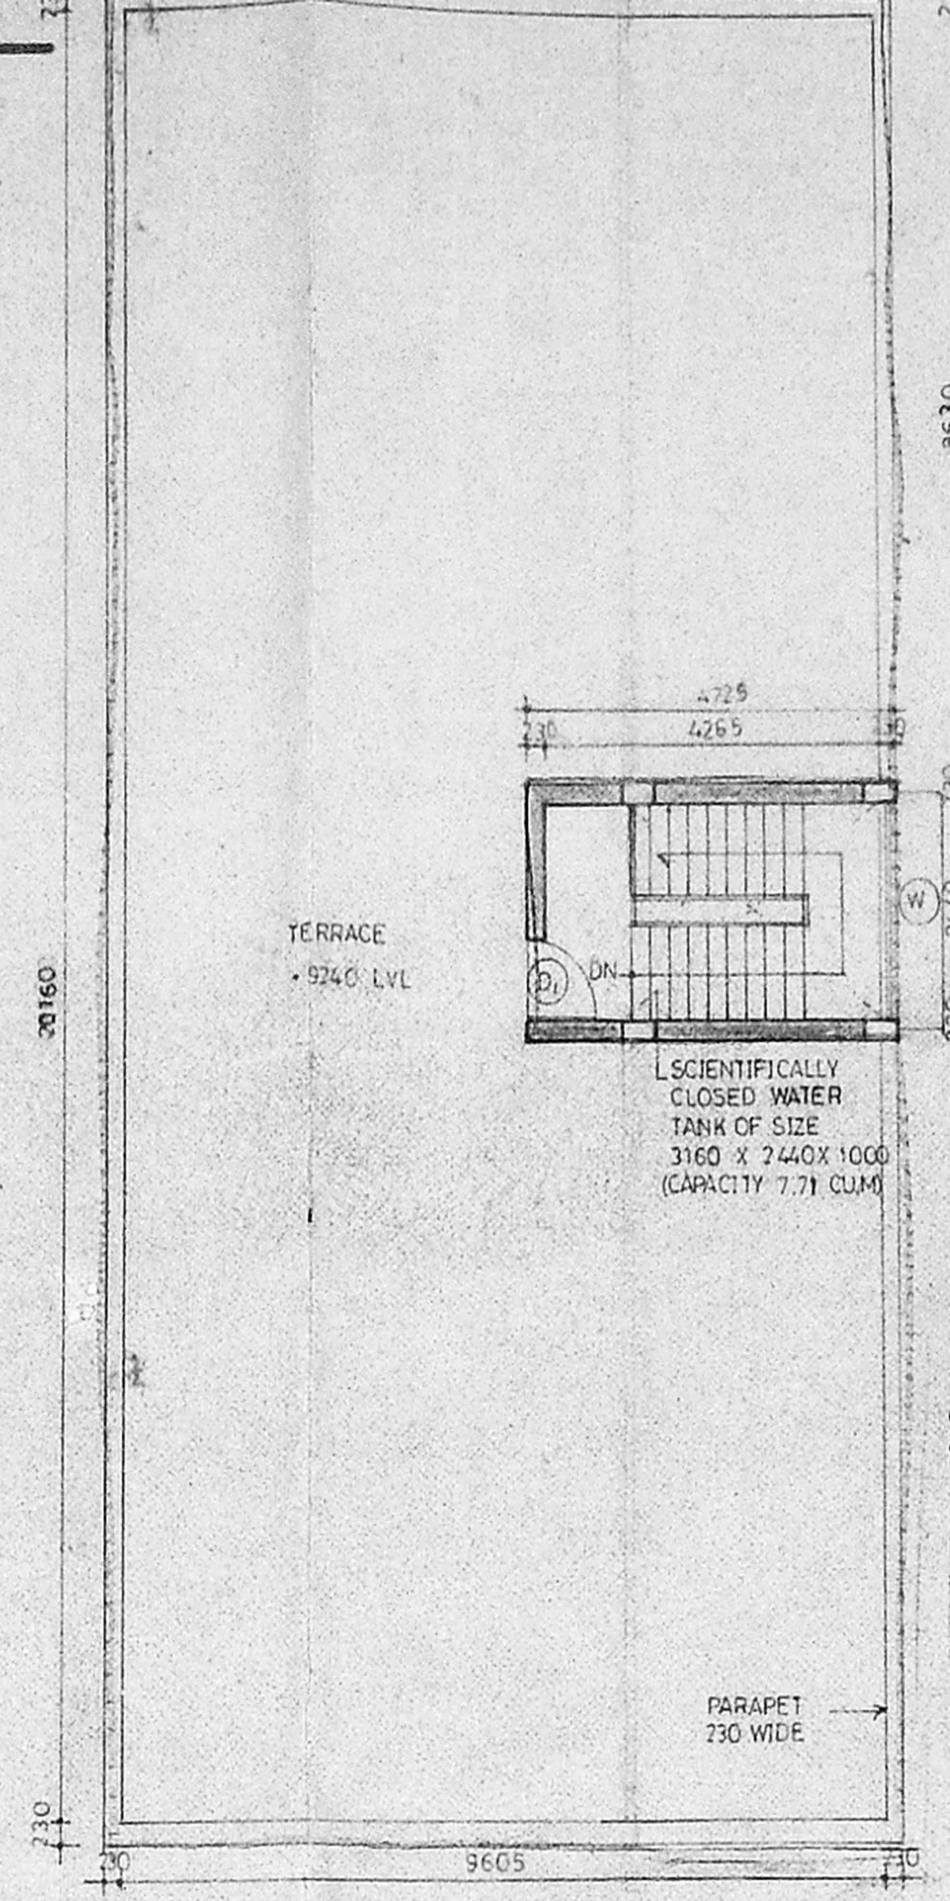 4725
230
4265
230
TERRACE
9240 LVL
D1
DN
W
20160
SCIENTIFICALLY
CLOSED WATER
TANK OF SIZE
3160 X 2440X 1000
(CAPACITY 7.71 CU.M)
PARAPET
230 WIDE
230
230
9605
230